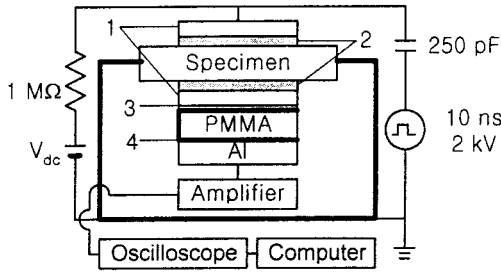 1
2
Specimen
250 pF
1 MΩ
3
PMMA
10 ns
2 kV
4
Al
V_dc
Amplifier
Oscilloscope
Computer